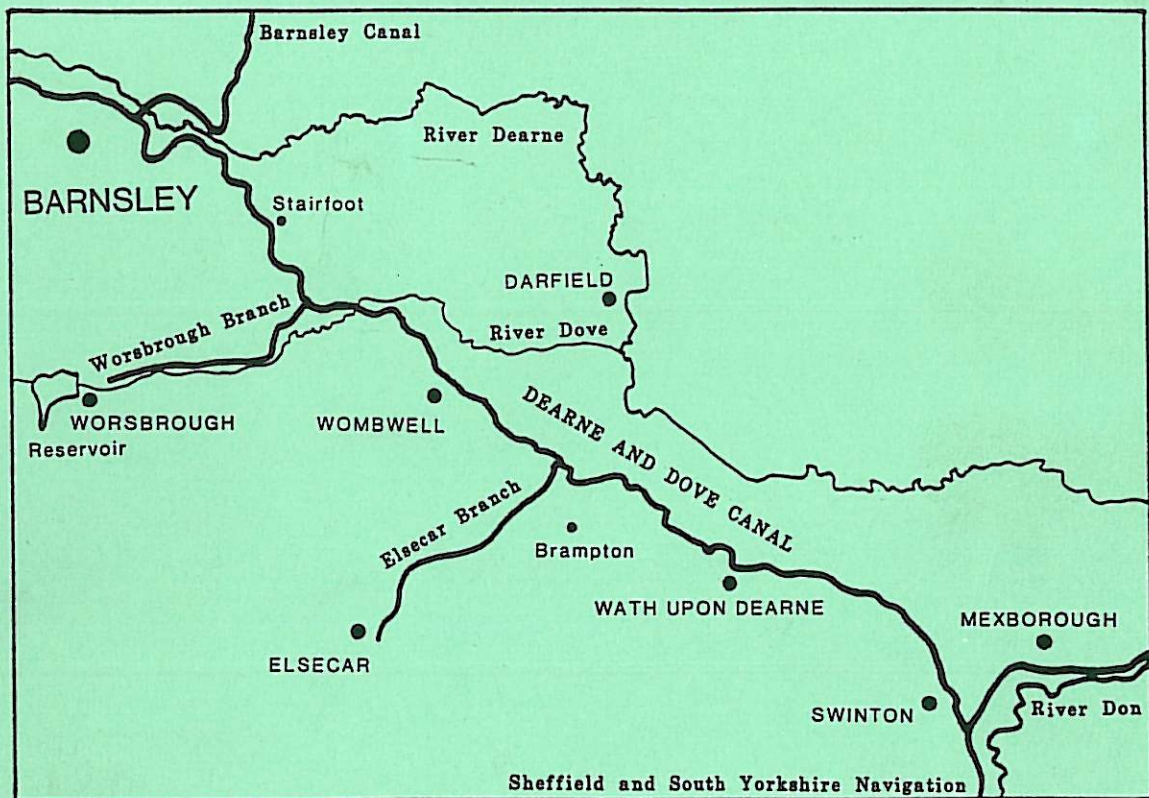 Barnsley Canal
River Dearne
BARNSLEY
Stairfoot
DARFIELD
Worsbrough Branch
River Dove
WORSBROUGH
Reservoir
WOMBWELL
DEARNE AND DOVE CANAL
Elsecar Branch
Brampton
WATH UPON DEARNE
MEXBOROUGH
ELSECAR
SWINTON
River Don
Sheffield and South Yorkshire Navigation